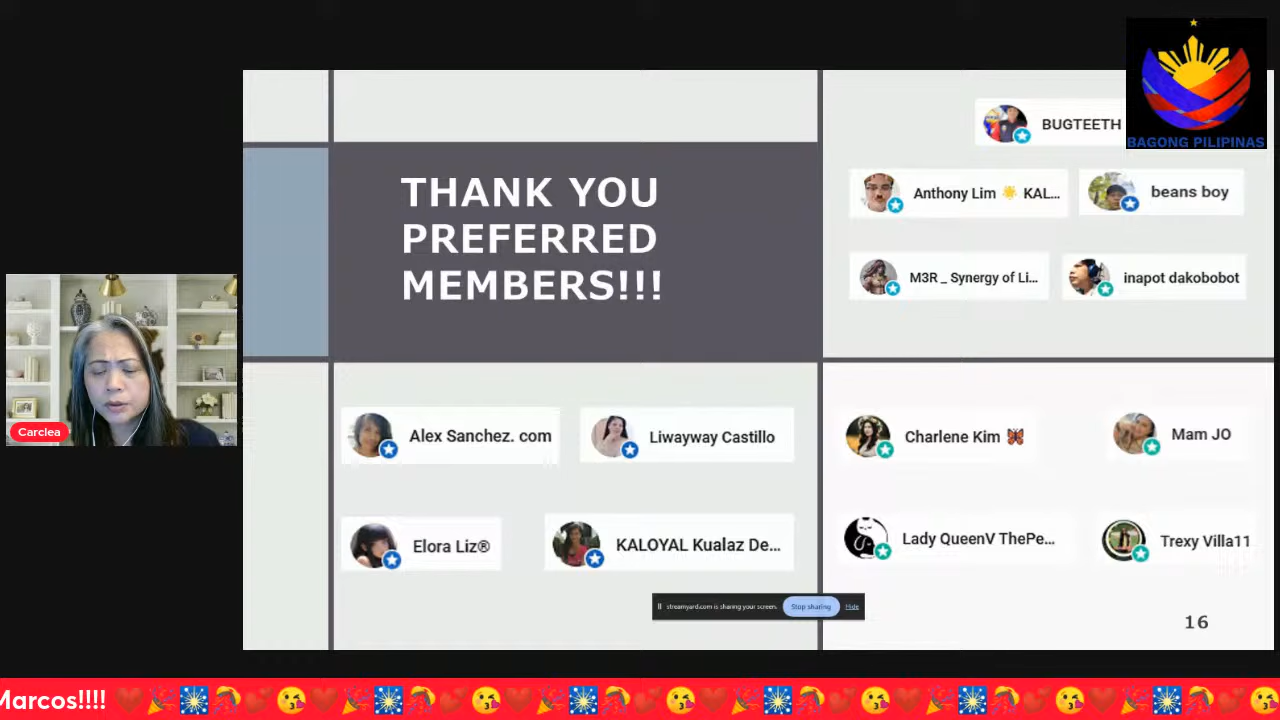 BAGONG PILIPINAS
THANK YOU
PREFERRED
MEMBERS!!!
BUGTEETH
Anthony Lim ☀️ KAL...
beans boy
M3R _ Synergy of Li...
inapot dakobobot
Carclea
Alex Sanchez. com
Liwayway Castillo
Elora Liz®
KALOYAL Kualaz De...
Charlene Kim 🦋
Mam JO
Lady QueenV ThePe...
Trexy Villa11
streamyard.com is sharing your screen.
Stop sharing
Hide
16
Marcos!!!! ❤️🎉🎇🪅💕😘❤️🎉🎇🪅💕😘❤️🎉🎇🪅💕😘❤️🎉🎇🪅💕😘❤️🎉🎇🪅💕😘❤️🎉🎇🪅💕😘